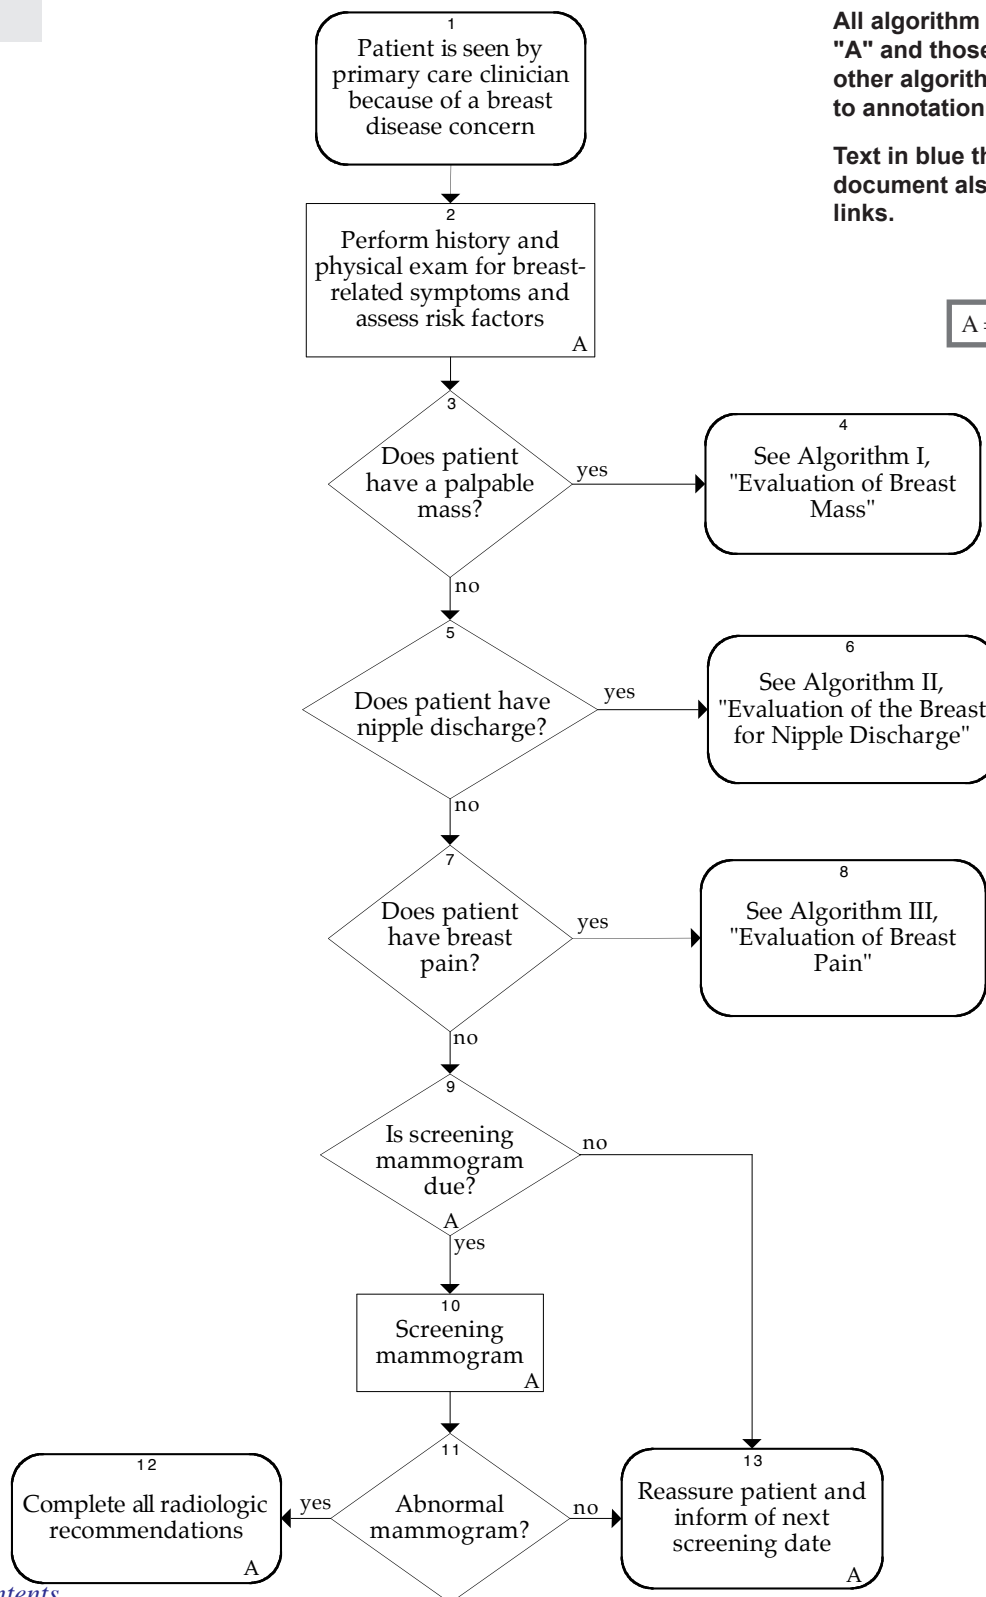 1
Patient is seen by
primary care clinician
because of a breast
disease concern
All algorithm
"A" and those
other algorith
to annotation
Text in blue th
document als
links.
2
Perform history and
physical exam for breast-
related symptoms and
assess risk factors
A
A =
3
Does patient
have a palpable
mass?
yes
4
See Algorithm I,
"Evaluation of Breast
Mass"
no
5
Does patient have
nipple discharge?
yes
6
See Algorithm II,
"Evaluation of the Breast
for Nipple Discharge"
no
7
Does patient
have breast
pain?
yes
8
See Algorithm III,
"Evaluation of Breast
Pain"
no
9
Is screening
mammogram
due?
A
no
yes
10
Screening
mammogram
A
11
Abnormal
mammogram?
yes
no
12
Complete all radiologic
recommendations
A
13
Reassure patient and
inform of next
screening date
A
ntents